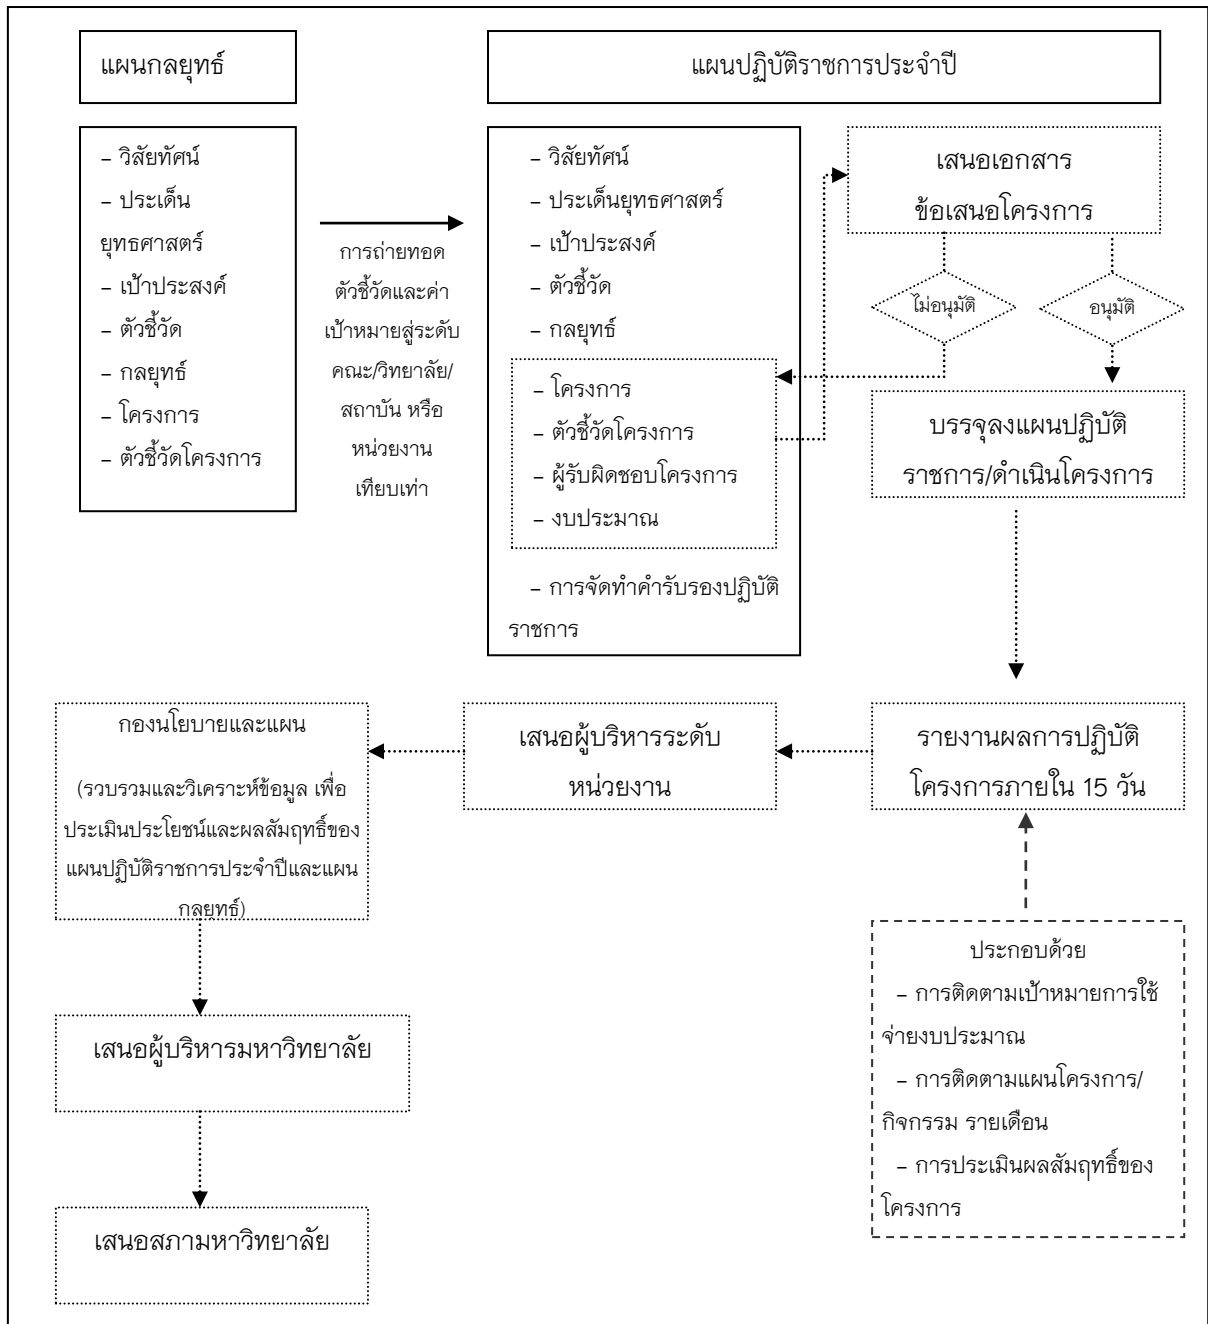 แผนกลยุทธ์
แผนปฏิบัติราชการประจำปี
– วิสัยทัศน์
– ประเด็น
ยุทธศาสตร์
– เป้าประสงค์
– ตัวชี้วัด
– กลยุทธ์
– โครงการ
– ตัวชี้วัดโครงการ
การถ่ายทอด
ตัวชี้วัดและค่า
เป้าหมายสู่ระดับ
คณะ/วิทยาลัย/
สถาบัน หรือ
หน่วยงาน
เทียบเท่า
– วิสัยทัศน์
– ประเด็นยุทธศาสตร์
– เป้าประสงค์
– ตัวชี้วัด
– กลยุทธ์
– โครงการ
– ตัวชี้วัดโครงการ
– ผู้รับผิดชอบโครงการ
– งบประมาณ
– การจัดทำคำรับรองปฏิบัติ
ราชการ
เสนอเอกสาร
ข้อเสนอโครงการ
ไม่อนุมัติ
อนุมัติ
บรรจุลงแผนปฏิบัติ
ราชการ/ดำเนินโครงการ
รายงานผลการปฏิบัติ
โครงการภายใน 15 วัน
เสนอผู้บริหารระดับ
หน่วยงาน
กองนโยบายและแผน
(รวบรวมและวิเคราะห์ข้อมูล เพื่อ
ประเมินประโยชน์และผลสัมฤทธิ์ของ
แผนปฏิบัติราชการประจำปีและแผน
กลยุทธ์)
ประกอบด้วย
– การติดตามเป้าหมายการใช้
จ่ายงบประมาณ
– การติดตามแผนโครงการ/
กิจกรรม รายเดือน
– การประเมินผลสัมฤทธิ์ของ
โครงการ
เสนอผู้บริหารมหาวิทยาลัย
เสนอสภามหาวิทยาลัย